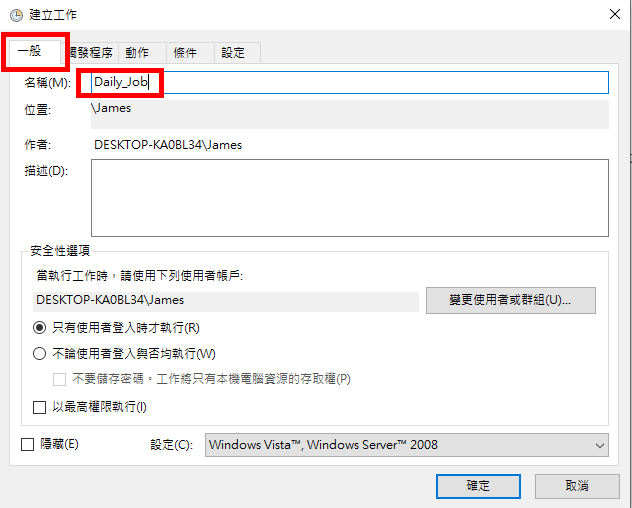 建立工作
一般 觸發程序 動作 條件 設定
名稱(M): Daily_Job
位置: \James
作者: DESKTOP-KA0BL34\James
描述(D):
安全性選項
當執行工作時，請使用下列使用者帳戶:
DESKTOP-KA0BL34\James 變更使用者或群組(U)...
只有使用者登入時才執行(R)
不論使用者登入與否均執行(W)
不要儲存密碼。工作將只有本機電腦資源的存取權(P)
以最高權限執行(I)
隱藏(E) 設定(C): Windows Vista™, Windows Server™ 2008
確定 取消